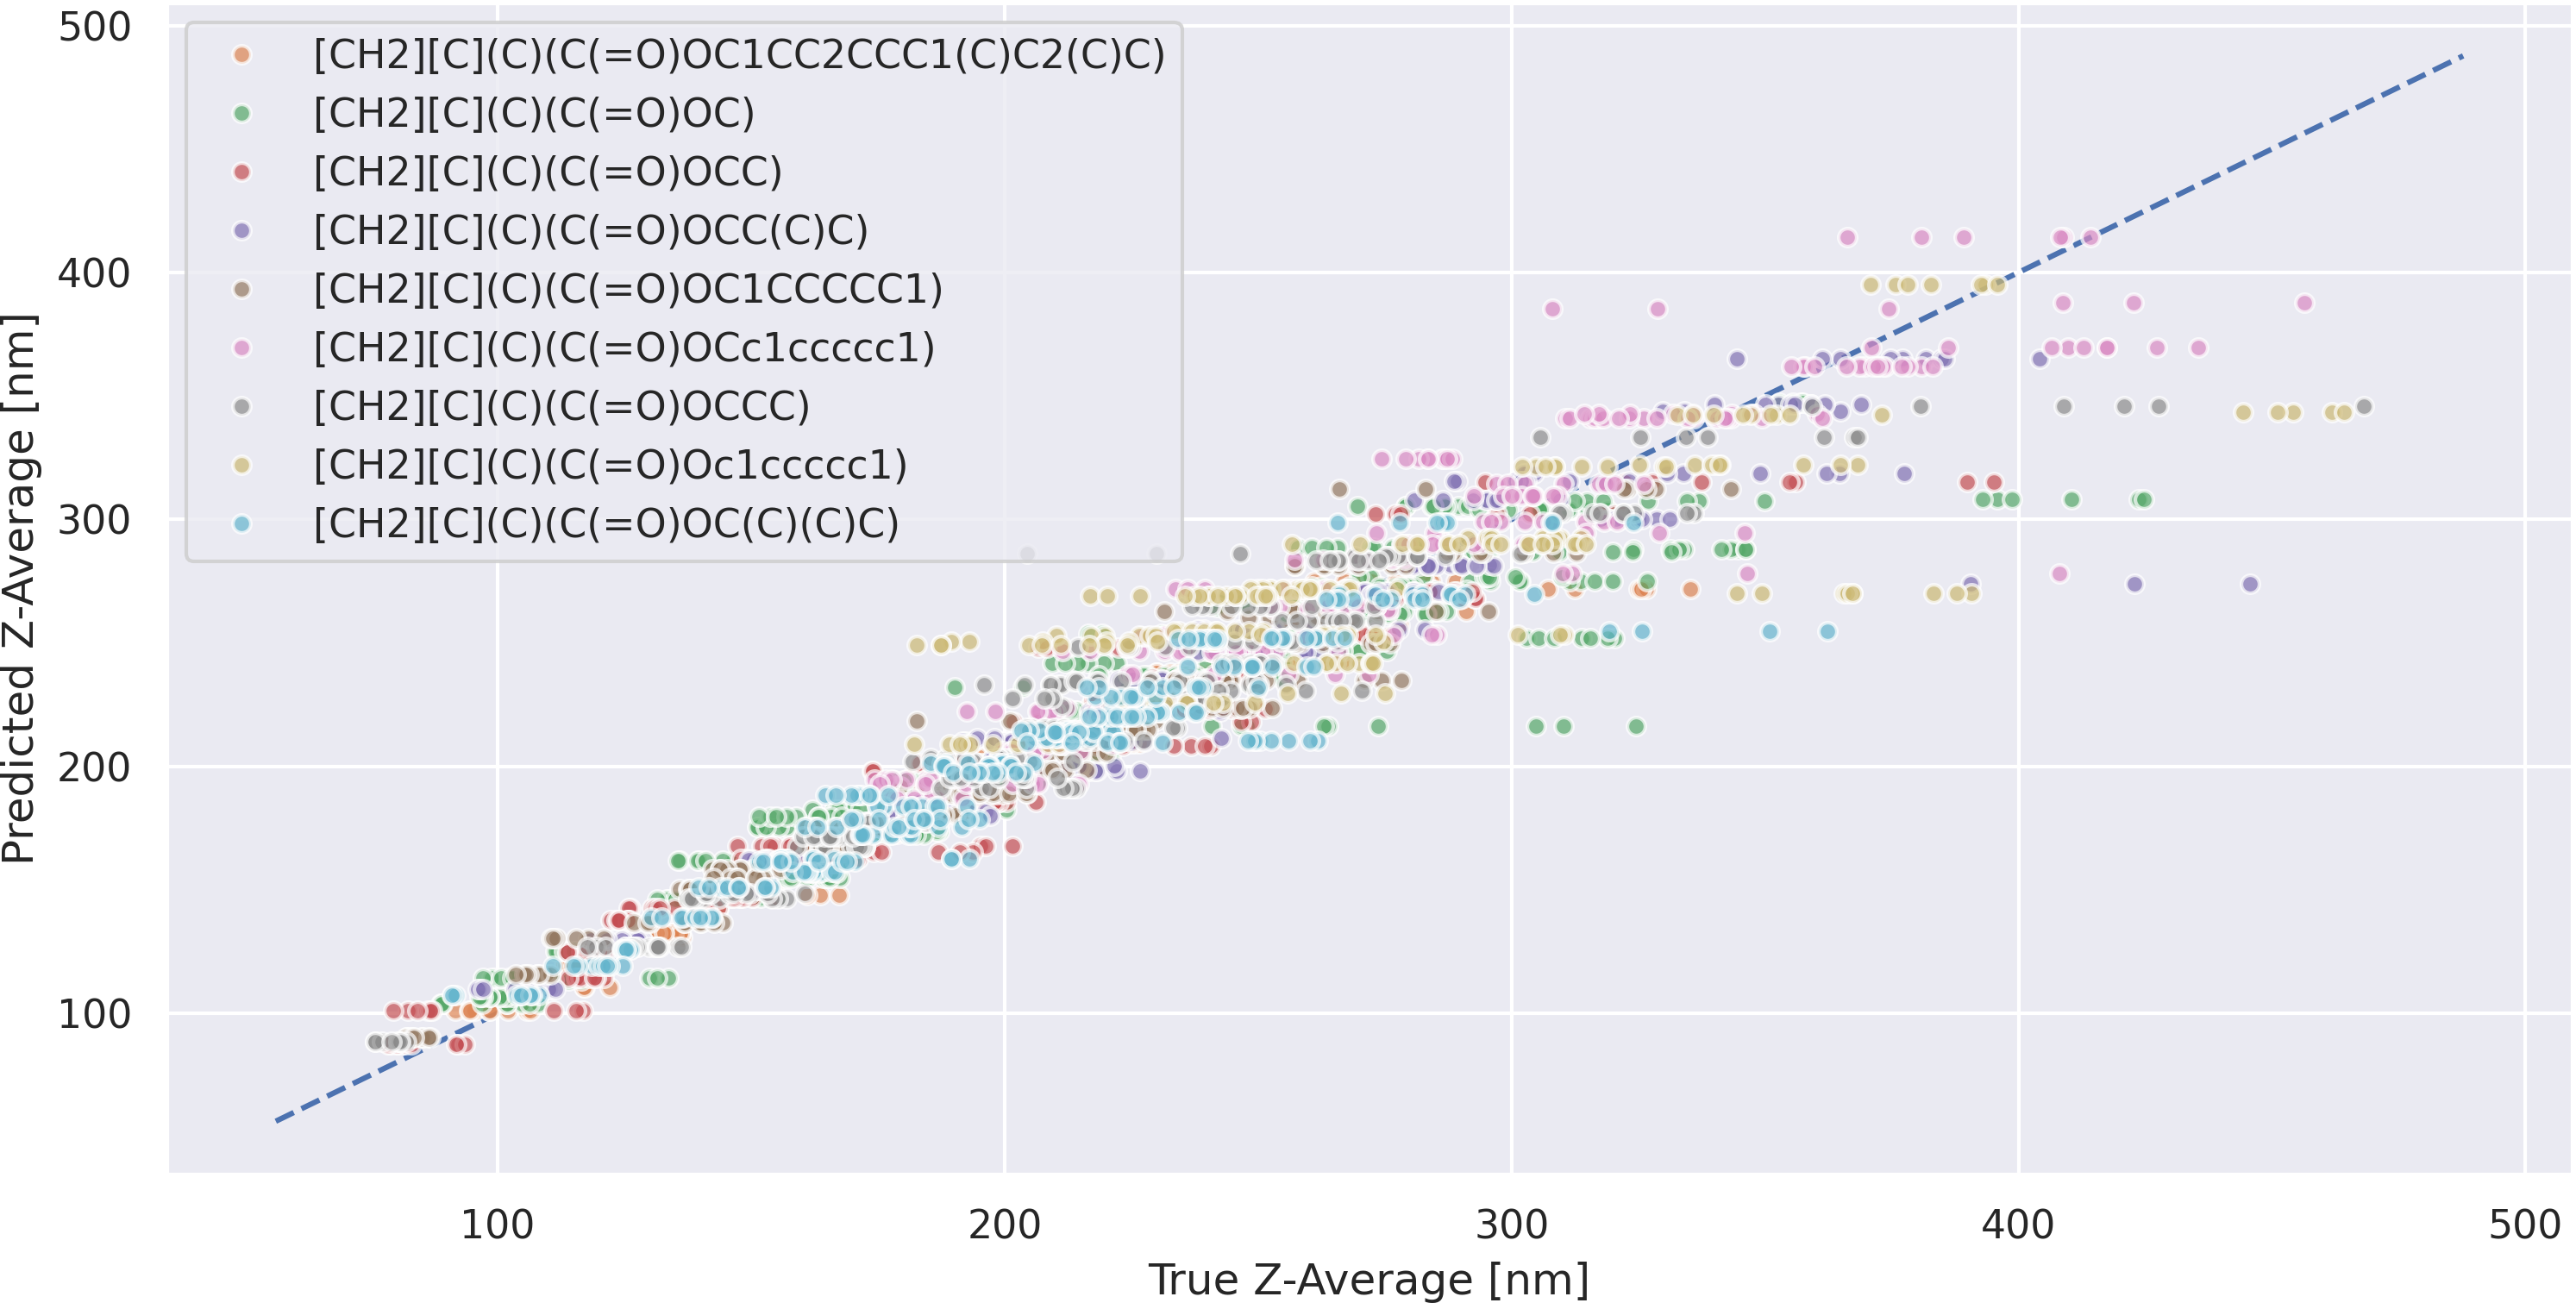 500
400
300
200
100
Predicted Z-Average [nm]
[CH2][C](C)(C(=O)OC1CC2CCC1(C)C2(C)C)
[CH2][C](C)(C(=O)OC)
[CH2][C](C)(C(=O)OCC)
[CH2][C](C)(C(=O)OCC(C)C)
[CH2][C](C)(C(=O)OC1CCCCC1)
[CH2][C](C)(C(=O)OCc1ccccc1)
[CH2][C](C)(C(=O)OCCC)
[CH2][C](C)(C(=O)Oc1ccccc1)
[CH2][C](C)(C(=O)OC(C)(C)C)
100 200 300 400 500
True Z-Average [nm]